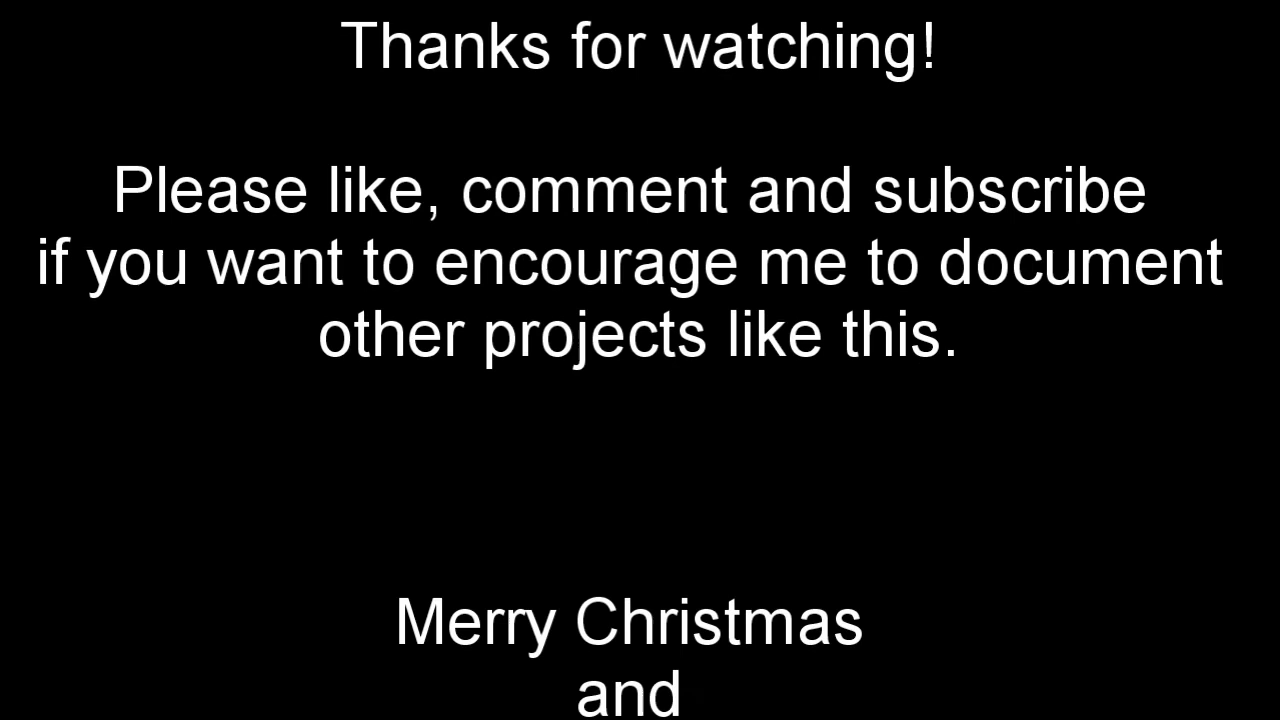 Thanks for watching!
Please like, comment and subscribe
if you want to encourage me to document
other projects like this.
Merry Christmas
and